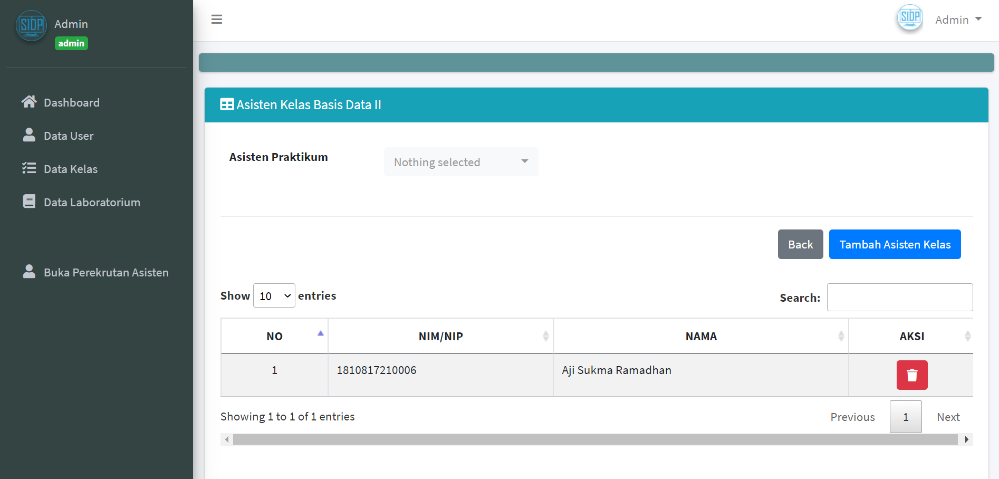 SIDP
Admin
admin
Dashboard
Data User
Data Kelas
Data Laboratorium
Buka Perekrutan Asisten
SIDP
Admin
Asisten Kelas Basis Data II
Asisten Praktikum
Nothing selected
Back
Tambah Asisten Kelas
Show 10 entries
Search:
NO NIM/NIP NAMA AKSI
1 1810817210006 Aji Sukma Ramadhan
Showing 1 to 1 of 1 entries
Previous 1 Next